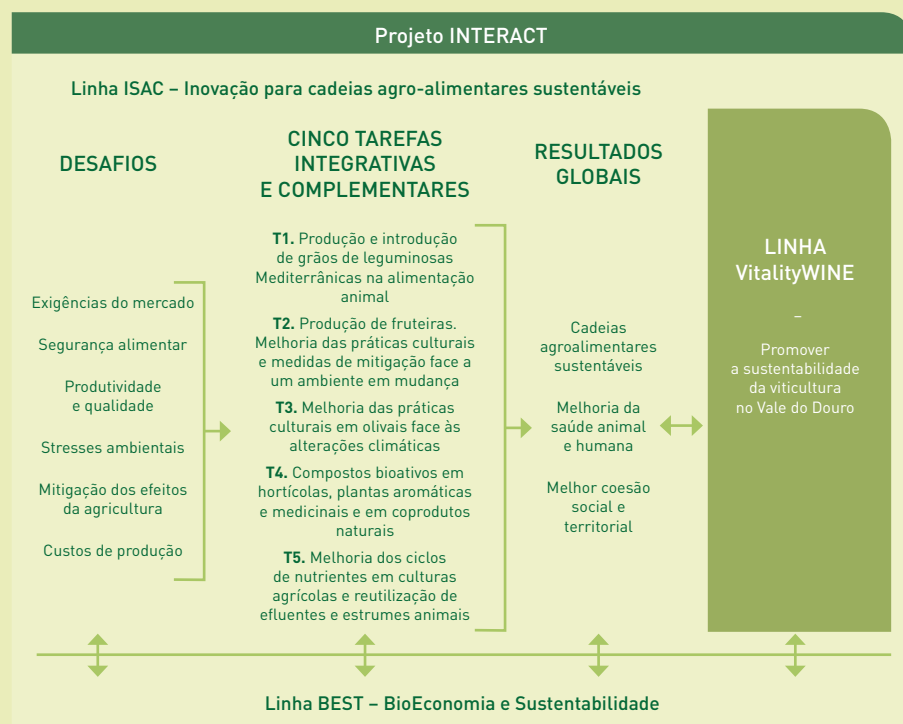 Projeto INTERACT
Linha ISAC – Inovação para cadeias agro-alimentares sustentáveis
DESAFIOS
Exigências do mercado
Segurança alimentar
Produtividade
e qualidade
Stresses ambientais
Mitigação dos efeitos
da agricultura
Custos de produção
CINCO TAREFAS
INTEGRATIVAS
E COMPLEMENTARES
T1. Produção e introdução
de grãos de leguminosas
Mediterrânicas na alimentação
animal
T2. Produção de fruteiras.
Melhoria das práticas culturais
e medidas de mitigação face a
um ambiente em mudança
T3. Melhoria das práticas
culturais em olivais face às
alterações climáticas
T4. Compostos bioativos em
hortícolas, plantas aromáticas
e medicinais e em coprodutos
naturais
T5. Melhoria dos ciclos
de nutrientes em culturas
agrícolas e reutilização de
efluentes e estrumes animais
RESULTADOS
GLOBAIS
Cadeias
agroalimentares
sustentáveis
Melhoria da
saúde animal
e humana
Melhor coesão
social e
territorial
LINHA
VitalityWINE
–
Promover
a sustentabilidade
da viticultura
no Vale do Douro
Linha BEST – BioEconomia e Sustentabilidade